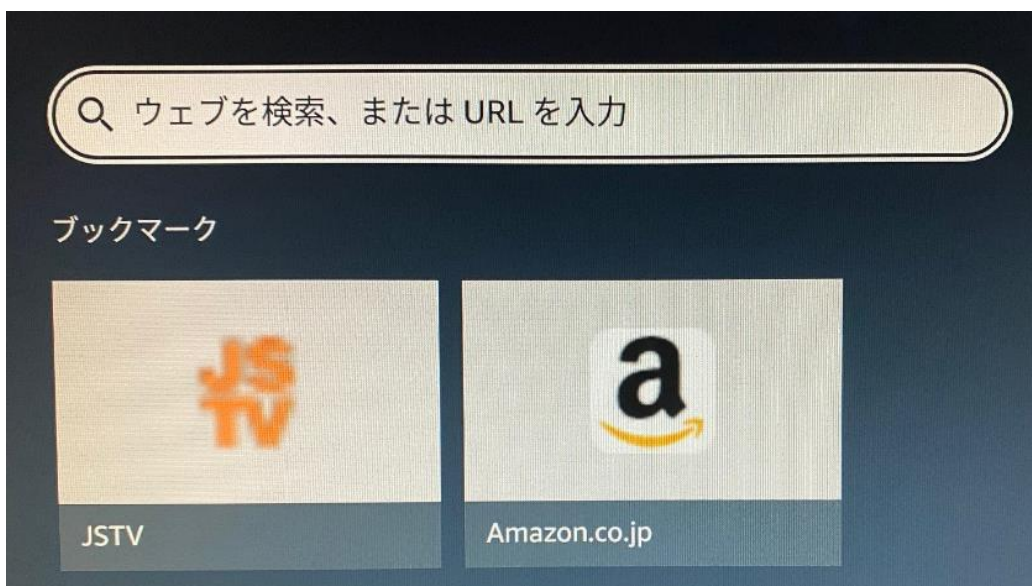 ウェブを検索、または URL を入力
ブックマーク
JS
TV
a
JSTV
Amazon.co.jp